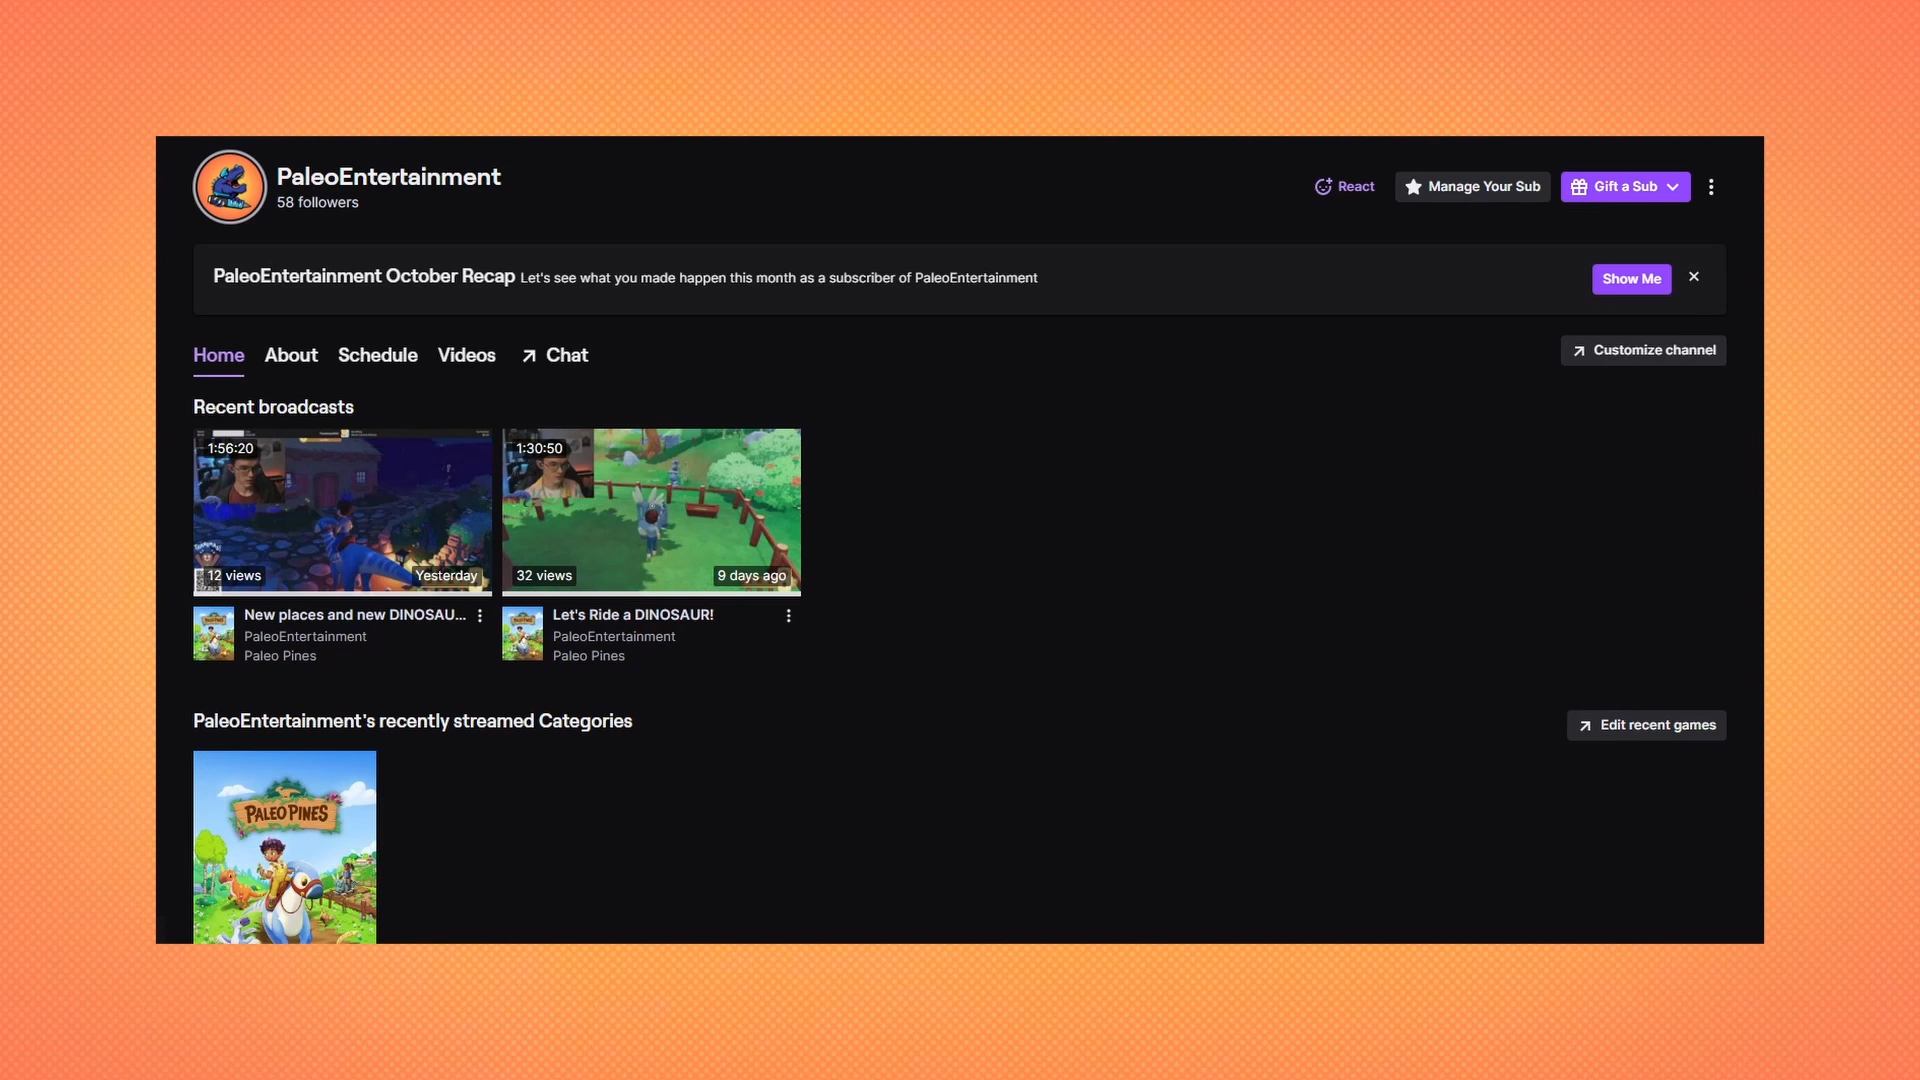 PaleoEntertainment
58 followers
React
Manage Your Sub
Gift a Sub
PaleoEntertainment October Recap Let's see what you made happen this month as a subscriber of PaleoEntertainment
Show Me
Home
About
Schedule
Videos
Chat
Customize channel
Recent broadcasts
1:56:20
12 views
Yesterday
1:30:50
32 views
9 days ago
New places and new DINOSAU...
PaleoEntertainment
Paleo Pines
Let's Ride a DINOSAUR!
PaleoEntertainment
Paleo Pines
PaleoEntertainment's recently streamed Categories
Edit recent games
PALEO PINES